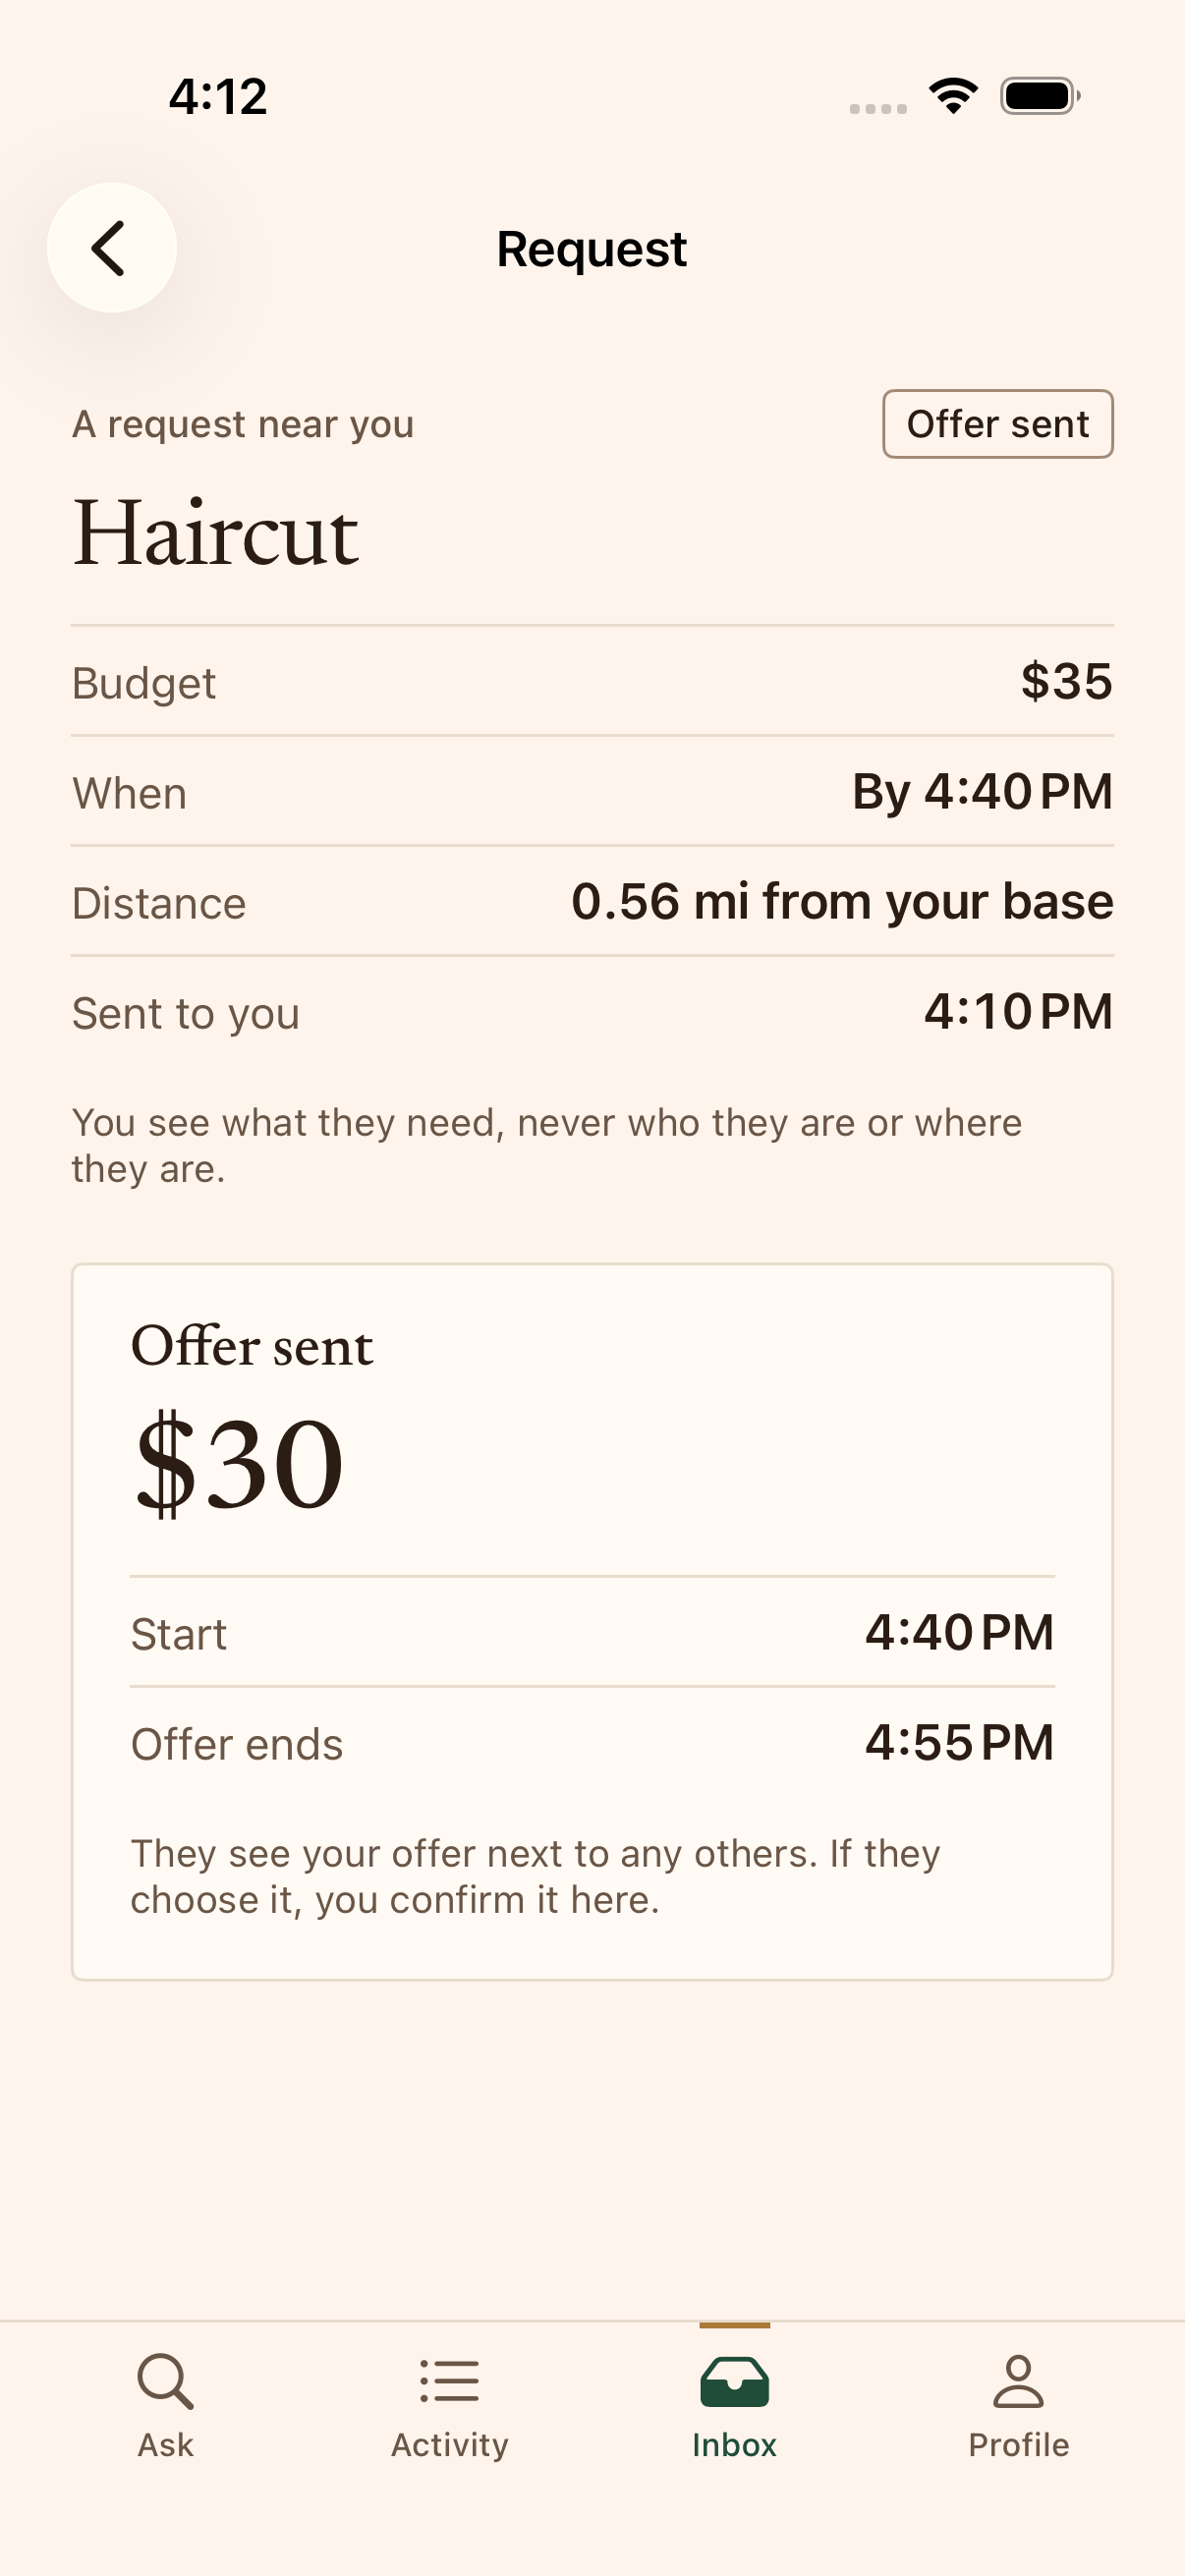 4:12
Request
A request near you
Offer sent
Haircut
Budget
$35
When
By 4:40 PM
Distance
0.56 mi from your base
Sent to you
4:10 PM
You see what they need, never who they are or where
they are.
Offer sent
$30
Start
4:40 PM
Offer ends
4:55 PM
They see your offer next to any others. If they
choose it, you confirm it here.
Ask
Activity
Inbox
Profile